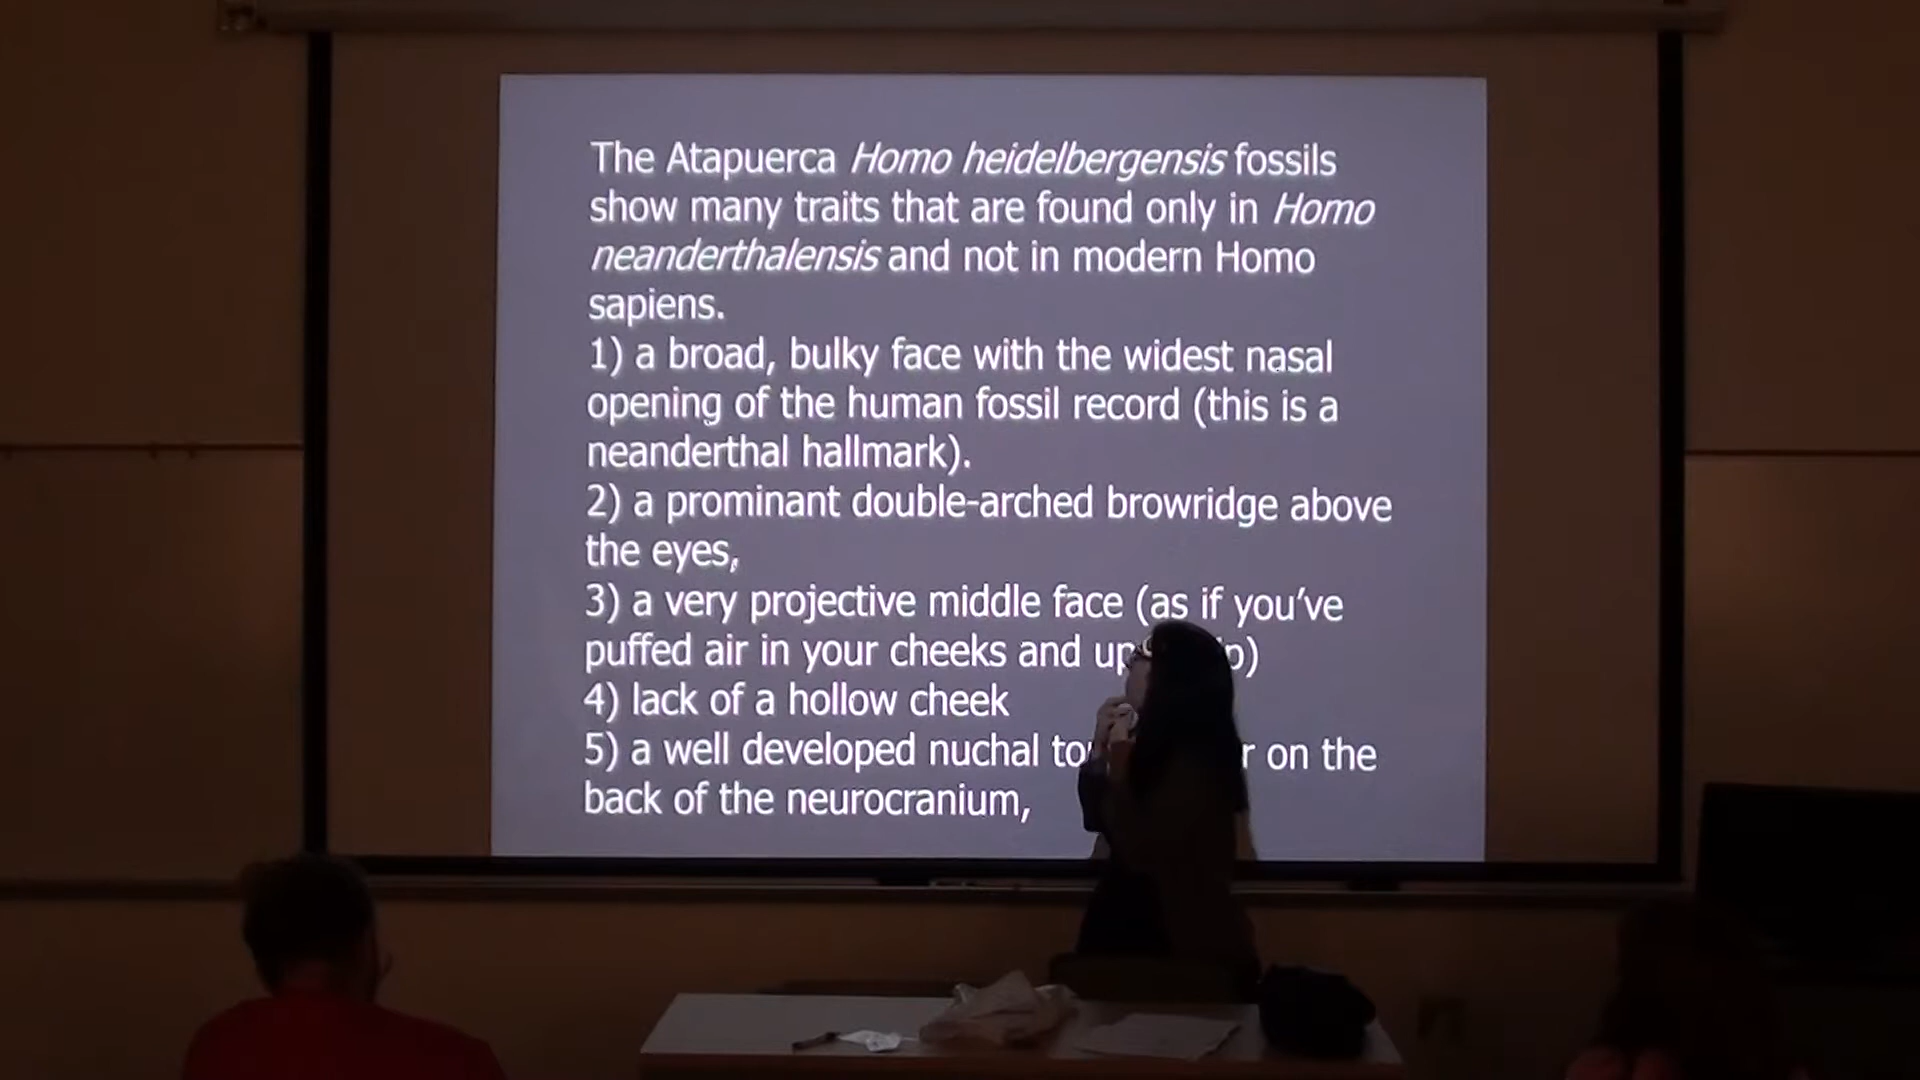 The Atapuerca Homo heidelbergensis fossils
show many traits that are found only in Homo
neanderthalensis and not in modern Homo
sapiens.
1) a broad, bulky face with the widest nasal
opening of the human fossil record (this is a
neanderthal hallmark).
2) a prominant double-arched browridge above
the eyes,
3) a very projective middle face (as if you've
puffed air in your cheeks and
4) lack of a hollow cheek
5) a well developed nuchal on the
back of the neurocranium,